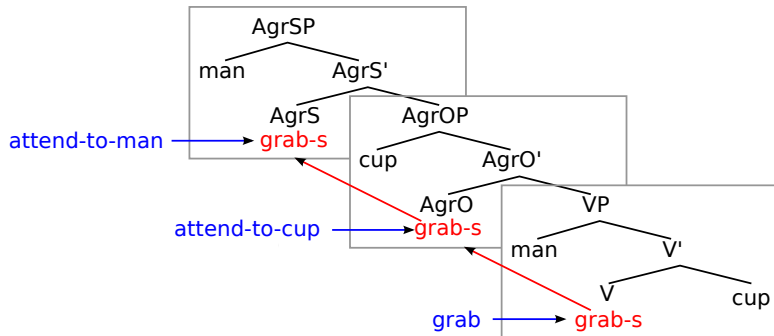 AgrSP
man AgrS'
AgrS AgrOP
attend-to-man grab-s
cup AgrO'
AgrO VP
attend-to-cup grab-s
man V'
V cup
grab grab-s